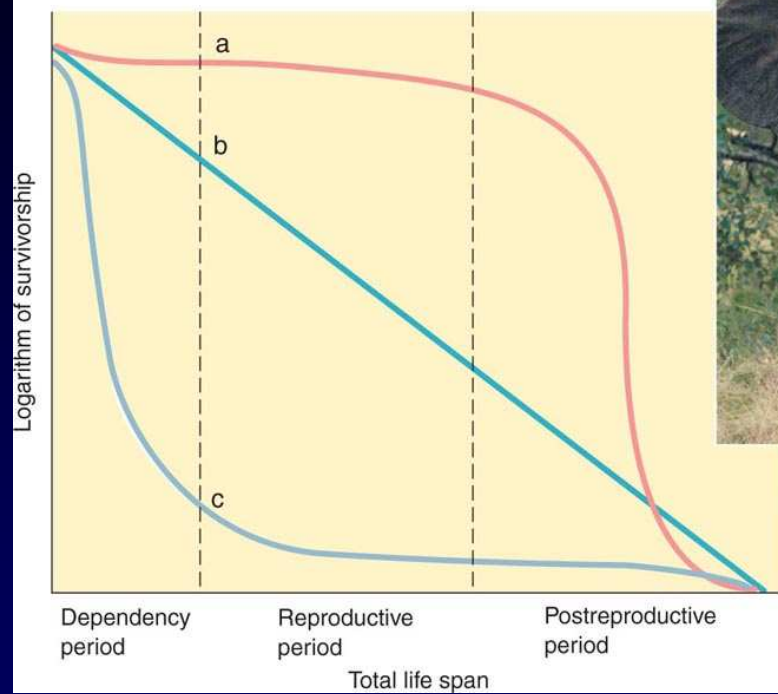 a
b
c
Logarithm of survivorship
Dependency
period
Reproductive
period
Postreproductive
period
Total life span